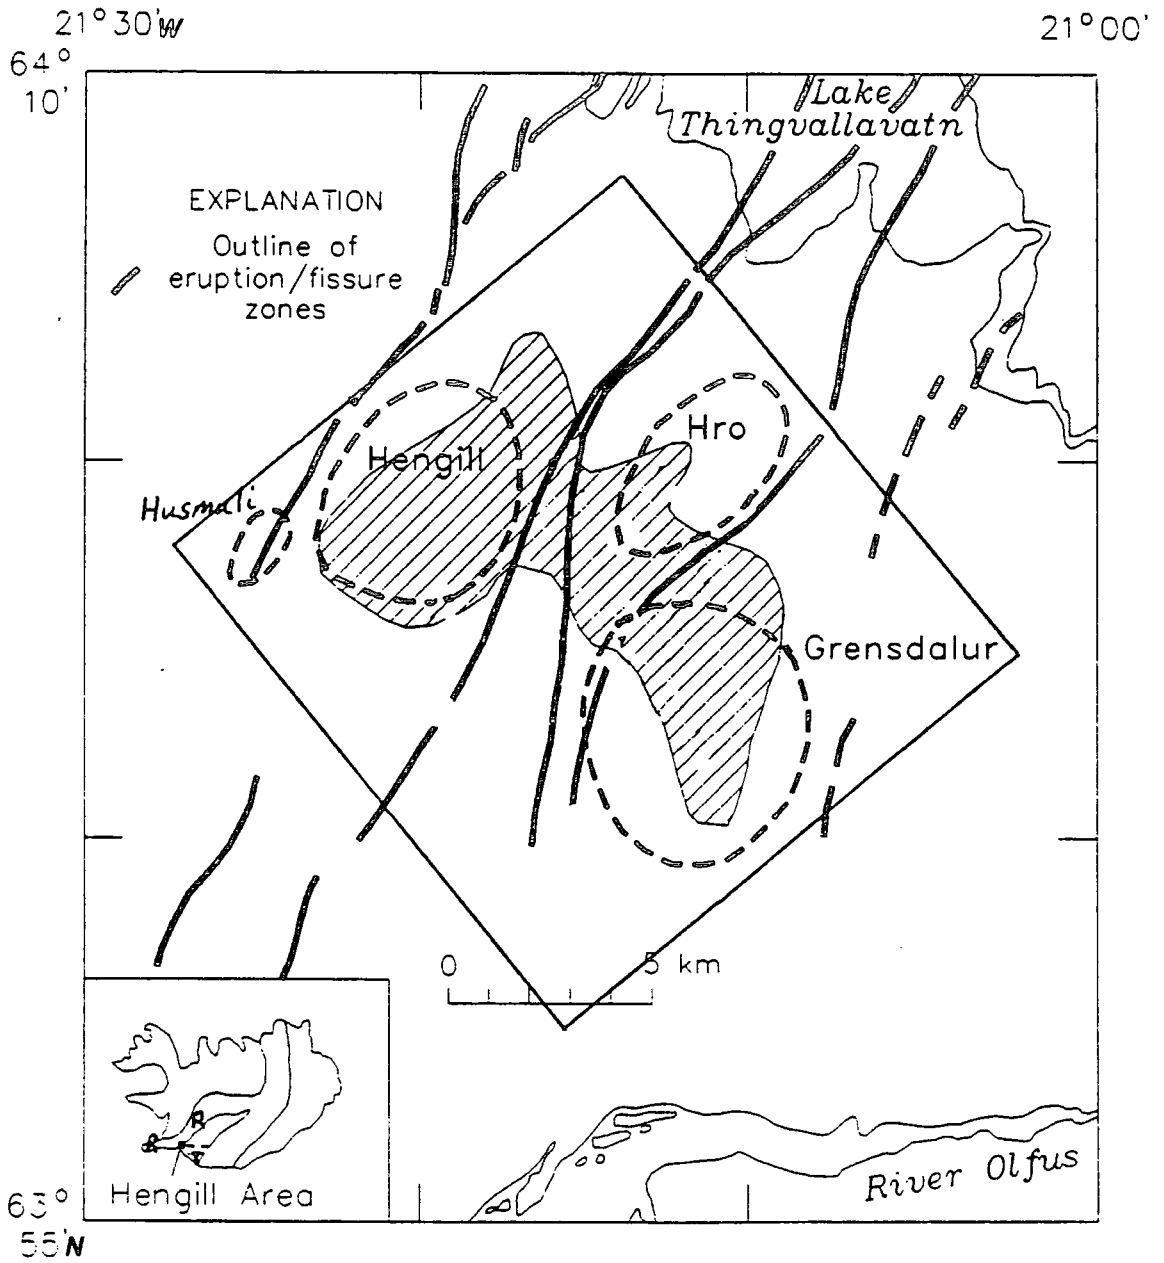 21°30'W
21°00'
64°
10'
Lake
Thingvallavatn
EXPLANATION
Outline of
eruption/fissure
zones
Hro
Hengill
Husmali
Grensdalur
0 5 km
R
R
T
Hengill Area
River Olfus
63°
55'N